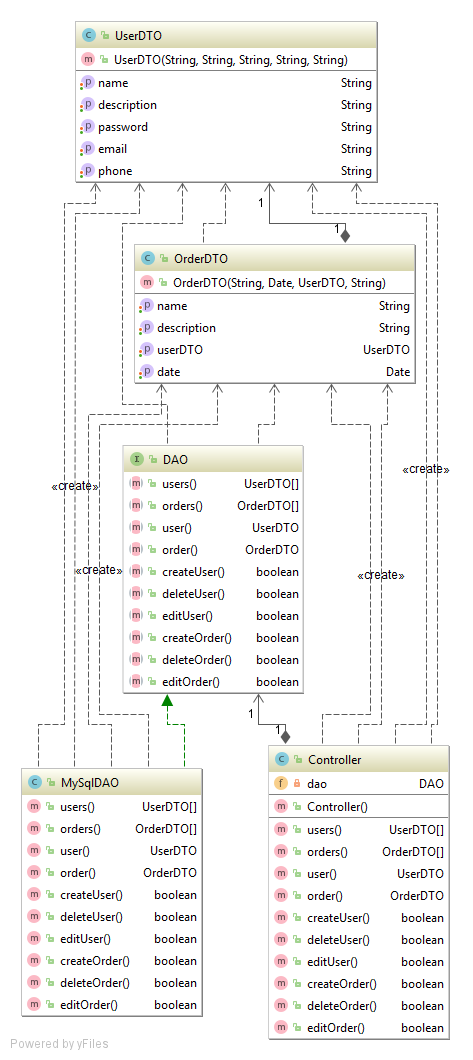 C UserDTO
m UserDTO(String, String, String, String, String)
p name String
p description String
p password String
p email String
p phone String
1
1
C OrderDTO
m OrderDTO(String, Date, UserDTO, String)
p name String
p description String
p userDTO UserDTO
p date Date
I DAO
m users() UserDTO[]
m orders() OrderDTO[]
m user() UserDTO
m order() OrderDTO
m createUser() boolean
m deleteUser() boolean
m editUser() boolean
m createOrder() boolean
m deleteOrder() boolean
m editOrder() boolean
«create»
«create»
«create»
«create»
1
1
C MySqlDAO
m users() UserDTO[]
m orders() OrderDTO[]
m user() UserDTO
m order() OrderDTO
m createUser() boolean
m deleteUser() boolean
m editUser() boolean
m createOrder() boolean
m deleteOrder() boolean
m editOrder() boolean
C Controller
f dao DAO
m Controller()
m users() UserDTO[]
m orders() OrderDTO[]
m user() UserDTO
m order() OrderDTO
m createUser() boolean
m deleteUser() boolean
m editUser() boolean
m createOrder() boolean
m deleteOrder() boolean
m editOrder() boolean
Powered by yFiles